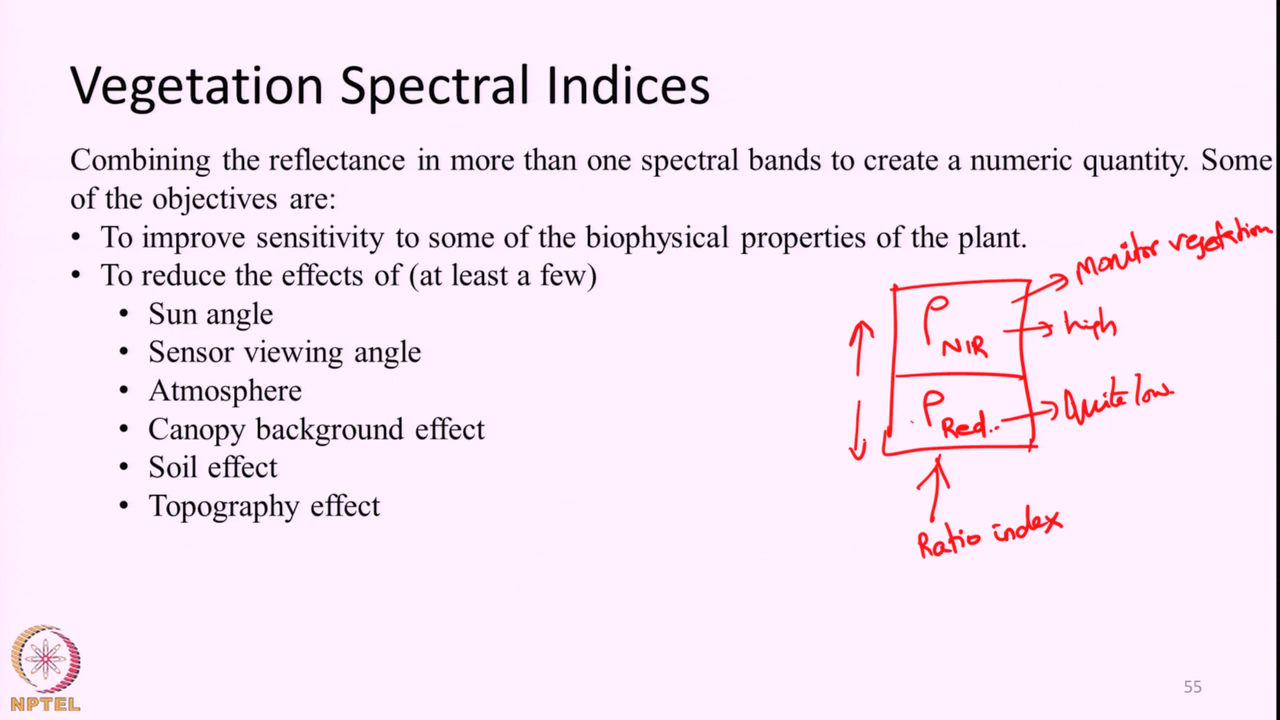 Vegetation Spectral Indices
Combining the reflectance in more than one spectral bands to create a numeric quantity. Some
of the objectives are:
• To improve sensitivity to some of the biophysical properties of the plant.
• To reduce the effects of (at least a few)
• Sun angle
• Sensor viewing angle
• Atmosphere
• Canopy background effect
• Soil effect
• Topography effect
Monitor vegetation
ρ NIR
high
ρ Red..
Quite low
Ratio index
NPTEL
55